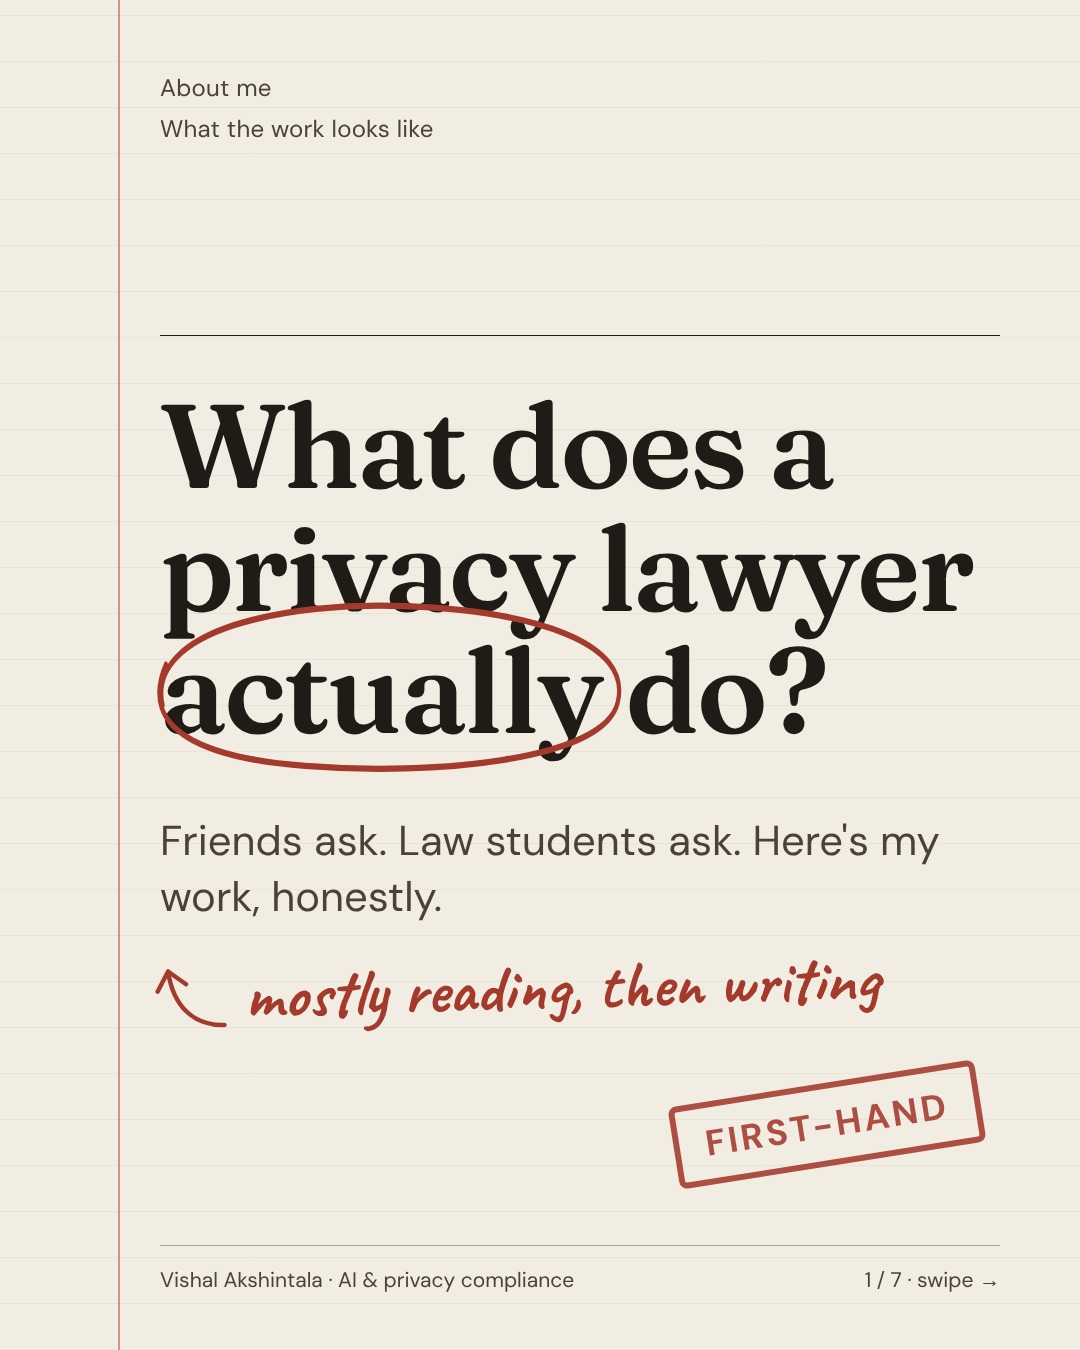 About me
What the work looks like
What does a
privacy lawyer
actually do?
Friends ask. Law students ask. Here's my
work, honestly.
mostly reading, then writing
FIRST-HAND
Vishal Akshintala · AI & privacy compliance
1 / 7 · swipe →